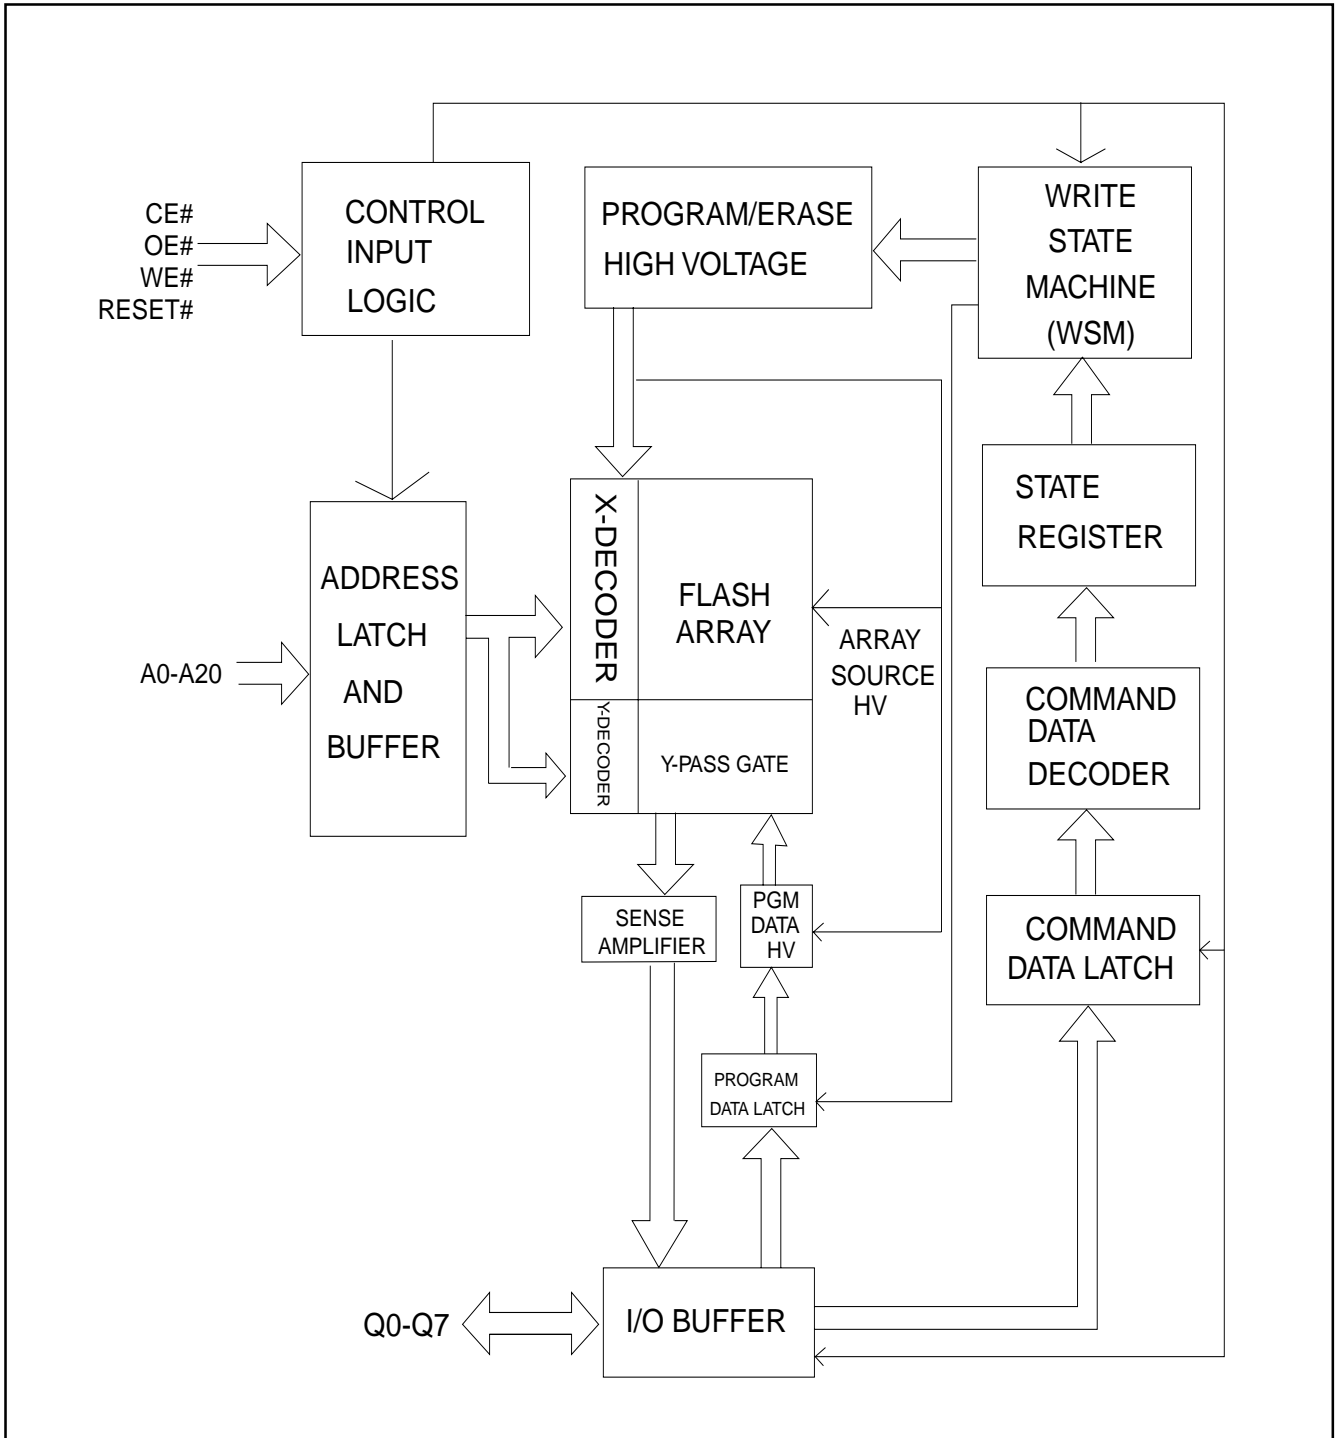 CE#
OE#
WE#
RESET#
CONTROL
INPUT
LOGIC
PROGRAM/ERASE
HIGH VOLTAGE
WRITE
STATE
MACHINE
(WSM)
STATE
REGISTER
A0-A20
ADDRESS
LATCH
AND
BUFFER
X-DECODER
FLASH
ARRAY
ARRAY
SOURCE
HV
Y-DECODER
Y-PASS GATE
COMMAND
DATA
DECODER
SENSE
AMPLIFIER
PGM
DATA
HV
COMMAND
DATA LATCH
PROGRAM
DATA LATCH
Q0-Q7
I/O BUFFER